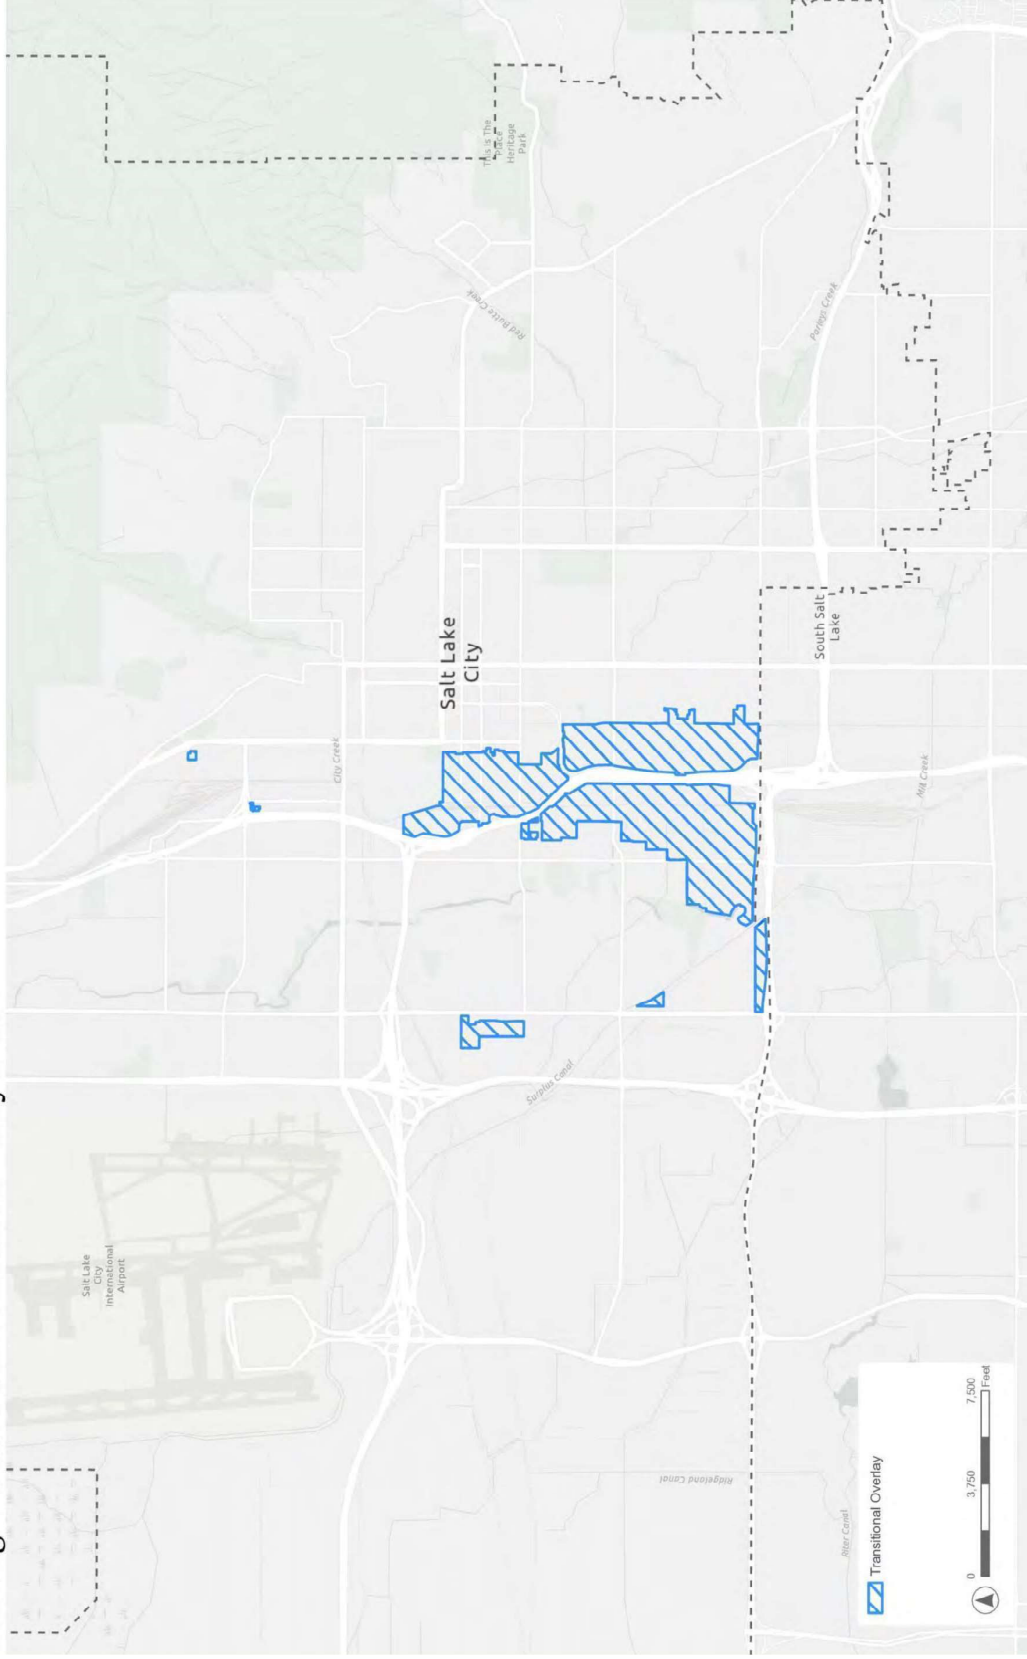 This Is The
Place
Heritage
Park
Red Butte Creek
Parleys Creek
Salt Lake
City
South Salt
Lake
City Creek
Mill Creek
Surplus Canal
Salt Lake
City
International
Airport
Ridgeland Canal
Riter Canal
Transitional Overlay
0 3,750 7,500
Feet